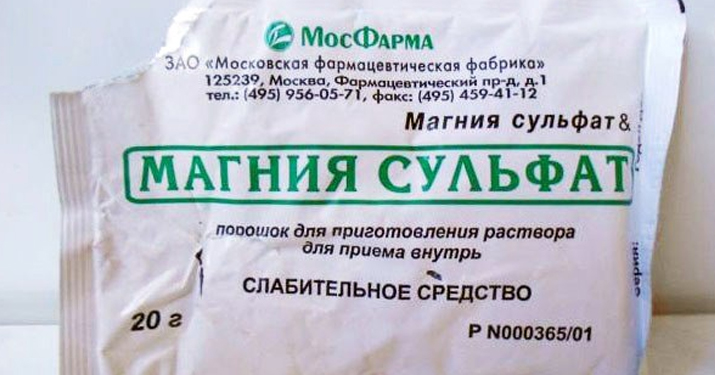 МосФарма
ЗАО «Московская фармацевтическая фабрика»
125239, Москва, Фармацевтический пр-д, д.1
тел.: (495) 956-05-71, факс: (495) 459-41-12
Магния сульфат&
МАГНИЯ СУЛЬФАТ
порошок для приготовления раствора
для приема внутрь
СЛАБИТЕЛЬНОЕ СРЕДСТВО
20 г
Р N000365/01
Серия: